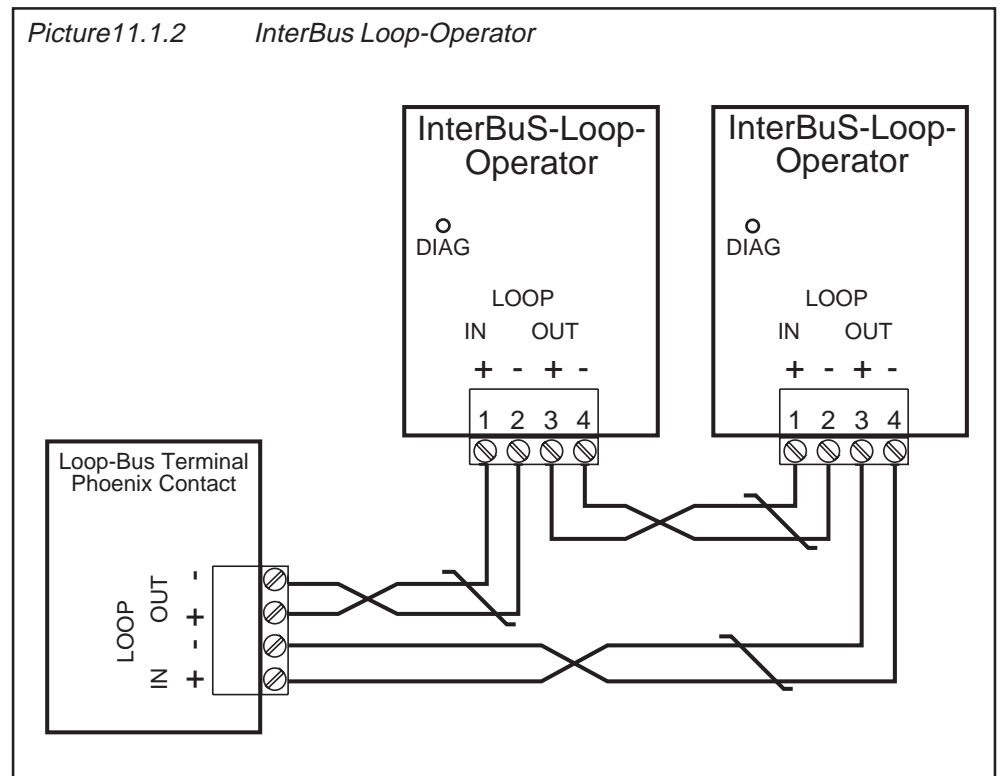 Picture11.1.2 InterBus Loop-Operator
InterBuS-Loop-
Operator
DIAG
LOOP
IN OUT
+ - + -
1 2 3 4
InterBuS-Loop-
Operator
DIAG
LOOP
IN OUT
+ - + -
1 2 3 4
Loop-Bus Terminal
Phoenix Contact
LOOP
OUT
-
+
IN
-
+